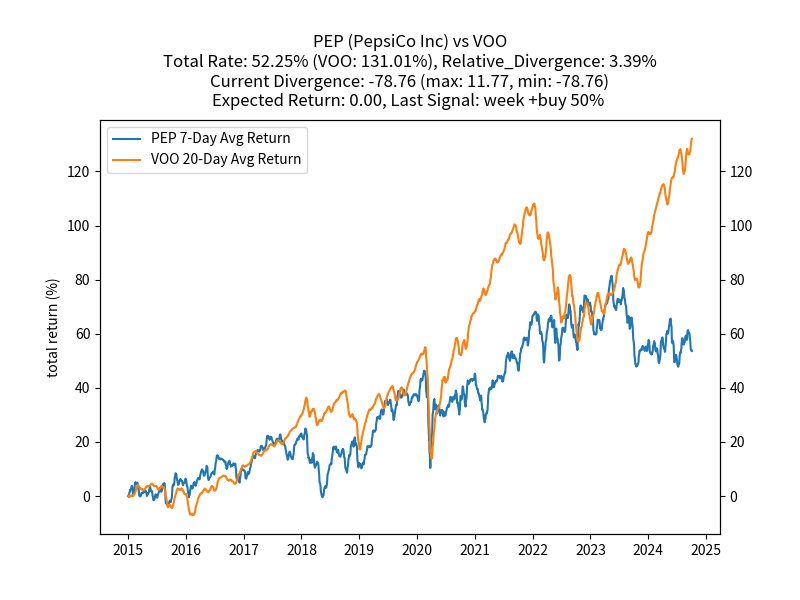 PEP (PepsiCo Inc) vs VOO
Total Rate: 52.25% (VOO: 131.01%), Relative_Divergence: 3.39%
Current Divergence: -78.76 (max: 11.77, min: -78.76)
Expected Return: 0.00, Last Signal: week +buy 50%
PEP 7-Day Avg Return
VOO 20-Day Avg Return
total return (%)
120
100
80
60
40
20
0
120
100
80
60
40
20
0
2015 2016 2017 2018 2019 2020 2021 2022 2023 2024 2025